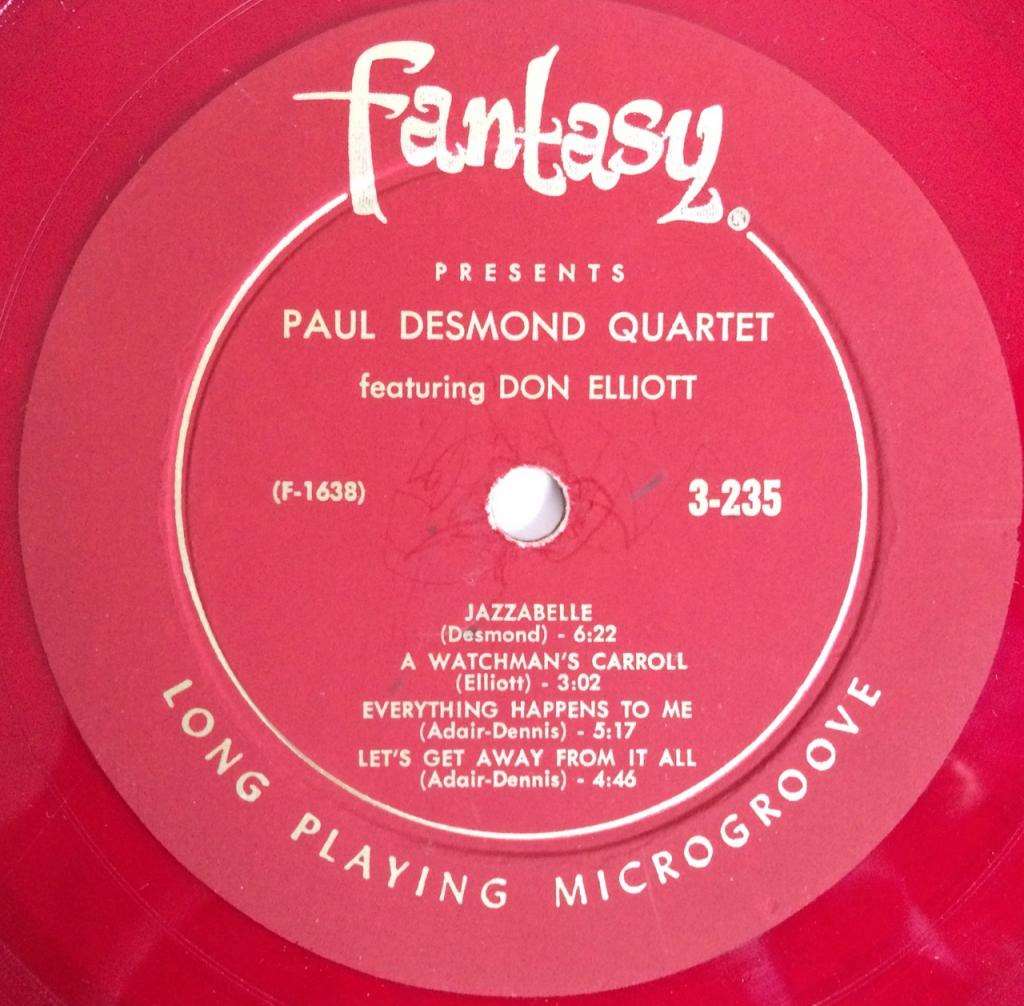 fantasy®
PRESENTS
PAUL DESMOND QUARTET
featuring DON ELLIOTT
(F-1638) 3-235
JAZZABELLE
(Desmond) - 6:22
A WATCHMAN'S CARROLL
(Elliott) - 3:02
EVERYTHING HAPPENS TO ME
(Adair-Dennis) - 5:17
LET'S GET AWAY FROM IT ALL
(Adair-Dennis) - 4:46
LONG PLAYING MICROGROOVE